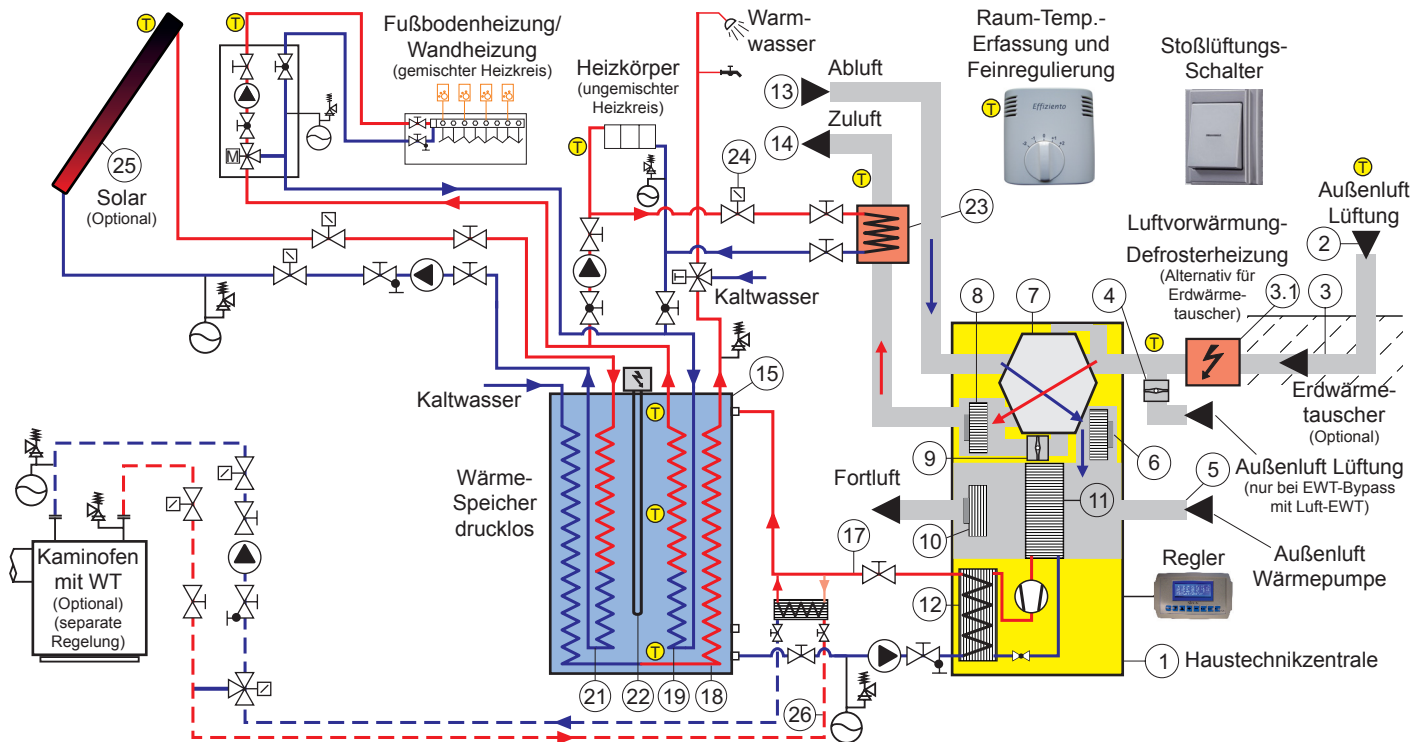 T
T
Fußbodenheizung/
Wandheizung
(gemischter Heizkreis)
Warm-
wasser
Raum-Temp.-
Erfassung und
Feinregulierung
Stoßlüftungs-
Schalter
Heizkörper
(ungemischter
Heizkreis)
Abluft
13
Zuluft
14
T
Effiziento
T
T
24
T
M
25
Solar
(Optional)
23
T
Außenluft
Lüftung
2
Luftvorwärmung-
Defrosterheizung
(Alternativ für
Erdwärme-
tauscher)
3.1
3
Kaltwasser
8
7
4
T
Kaltwasser
15
T
Erdwärme-
tauscher
(Optional)
Wärme-
Speicher
drucklos
9
6
Außenluft Lüftung
(nur bei EWT-Bypass
mit Luft-EWT)
Fortluft
11
5
T
10
Außenluft
Wärmepumpe
Kaminofen
mit WT
(Optional)
(separate
Regelung)
17
12
Regler
T
1
Haustechnikzentrale
21
22
19
18
26